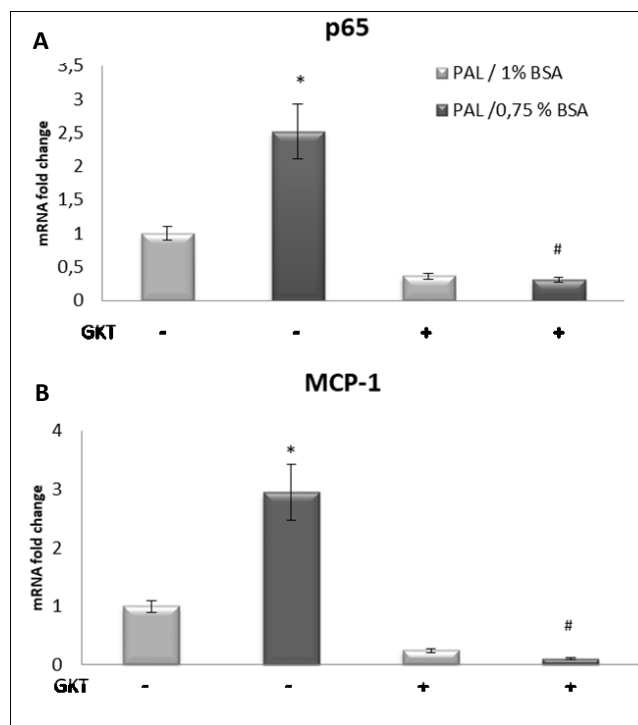 A
p65
mRNA fold change
3,5
3
2,5
2
1,5
1
0,5
0
*
#
PAL / 1% BSA
PAL /0,75 % BSA
GKT - - + +
B
MCP-1
mRNA fold change
4
3
2
1
0
*
#
GKT - - + +